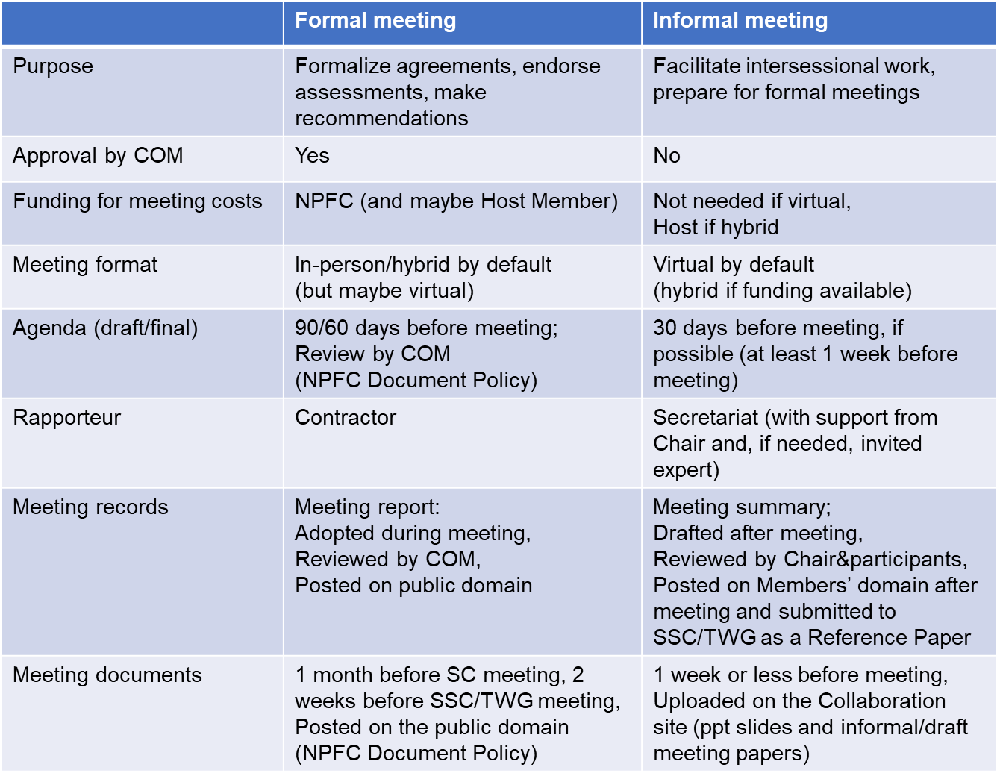 Formal meeting
Informal meeting
Purpose
Formalize agreements, endorse
assessments, make
recommendations
Facilitate intersessional work,
prepare for formal meetings
Approval by COM
Yes
No
Funding for meeting costs
NPFC (and maybe Host Member)
Not needed if virtual,
Host if hybrid
Meeting format
In-person/hybrid by default
(but maybe virtual)
Virtual by default
(hybrid if funding available)
Agenda (draft/final)
90/60 days before meeting;
Review by COM
(NPFC Document Policy)
30 days before meeting, if
possible (at least 1 week before
meeting)
Rapporteur
Contractor
Secretariat (with support from
Chair and, if needed, invited
expert)
Meeting records
Meeting report:
Adopted during meeting,
Reviewed by COM,
Posted on public domain
Meeting summary;
Drafted after meeting,
Reviewed by Chair&participants,
Posted on Members’ domain after
meeting and submitted to
SSC/TWG as a Reference Paper
Meeting documents
1 month before SC meeting, 2
weeks before SSC/TWG meeting,
Posted on the public domain
(NPFC Document Policy)
1 week or less before meeting,
Uploaded on the Collaboration
site (ppt slides and informal/draft
meeting papers)